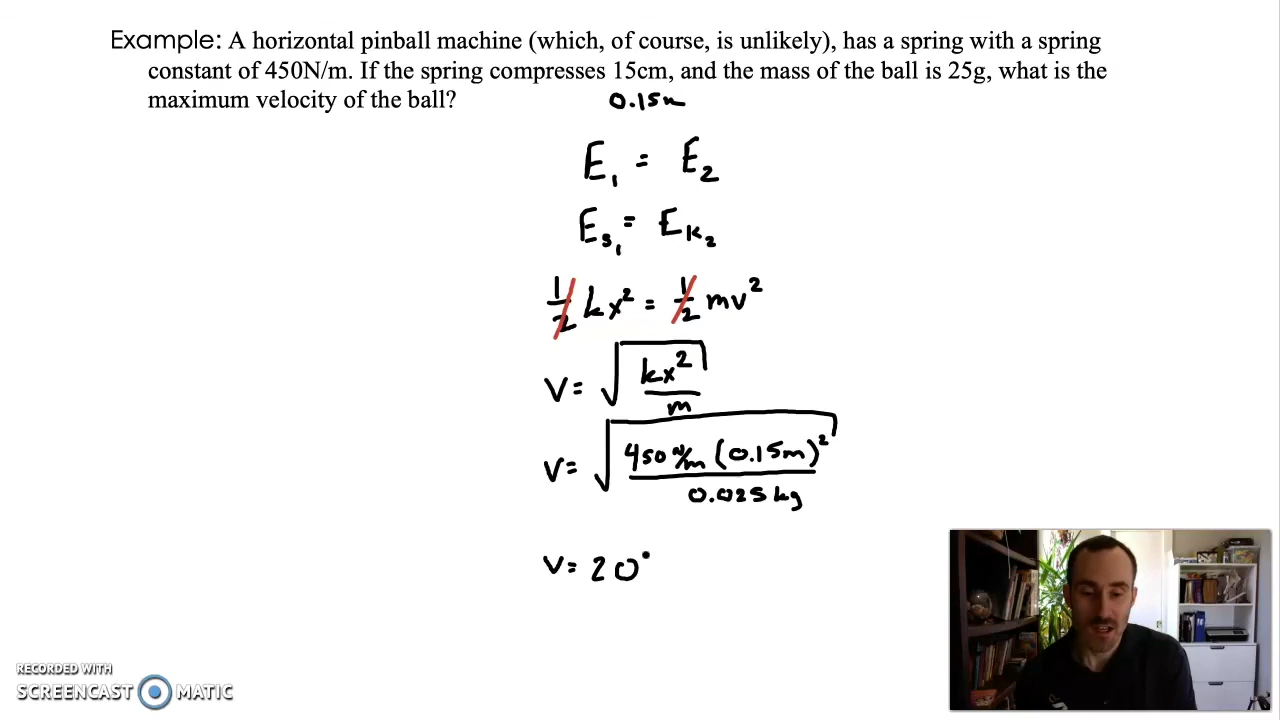 Example: A horizontal pinball machine (which, of course, is unlikely), has a spring with a spring
constant of 450N/m. If the spring compresses 15cm, and the mass of the ball is 25g, what is the
maximum velocity of the ball?
0.15m
E₁ = E₂
Eₛ₁ = Eₖ₂
½ kx² = ½ mv²
V = √(kx²/m)
V = √(450 N/m (0.15m)²/0.025 kg)
V = 20
RECORDED WITH
SCREENCAST MATIC